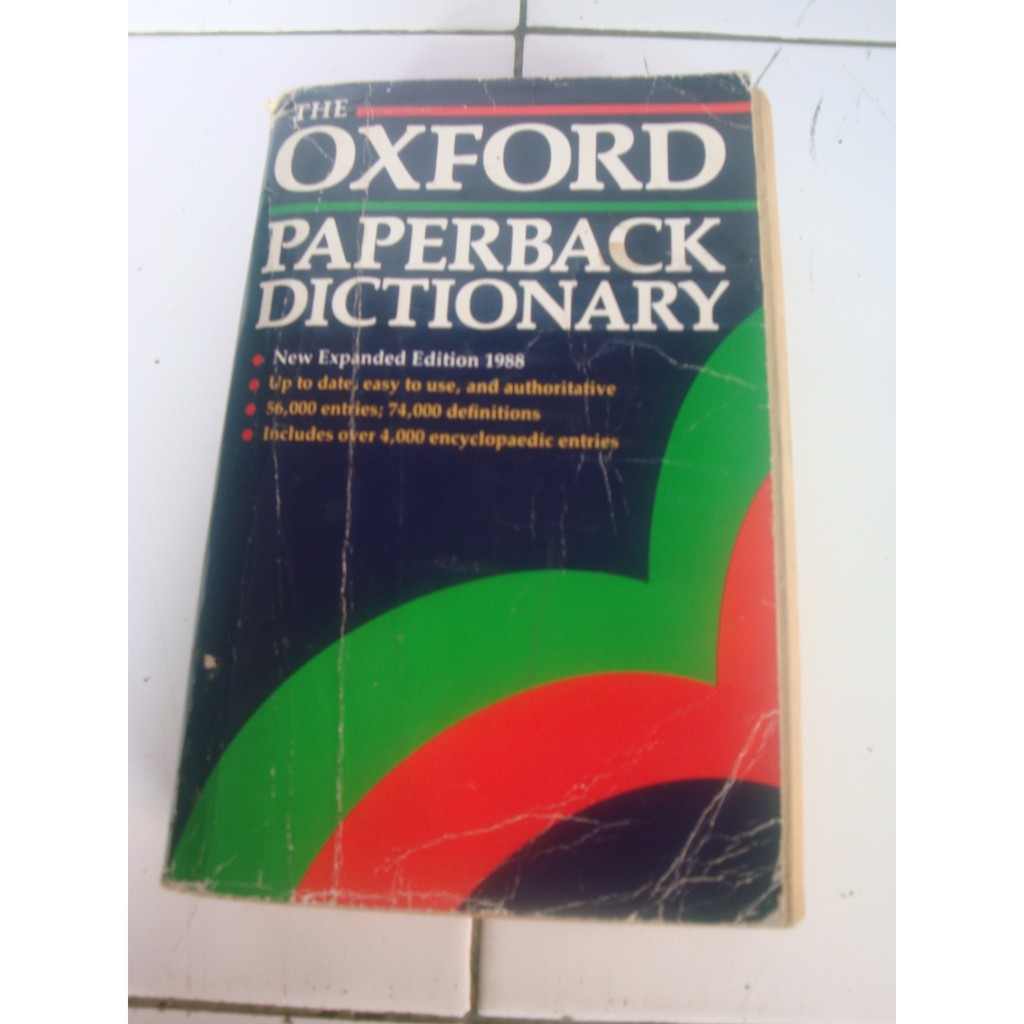 THE
OXFORD
PAPERBACK
DICTIONARY
New Expanded Edition 1988
Up to date, easy to use, and authoritative
56,000 entries; 74,000 definitions
Includes over 4,000 encyclopaedic entries